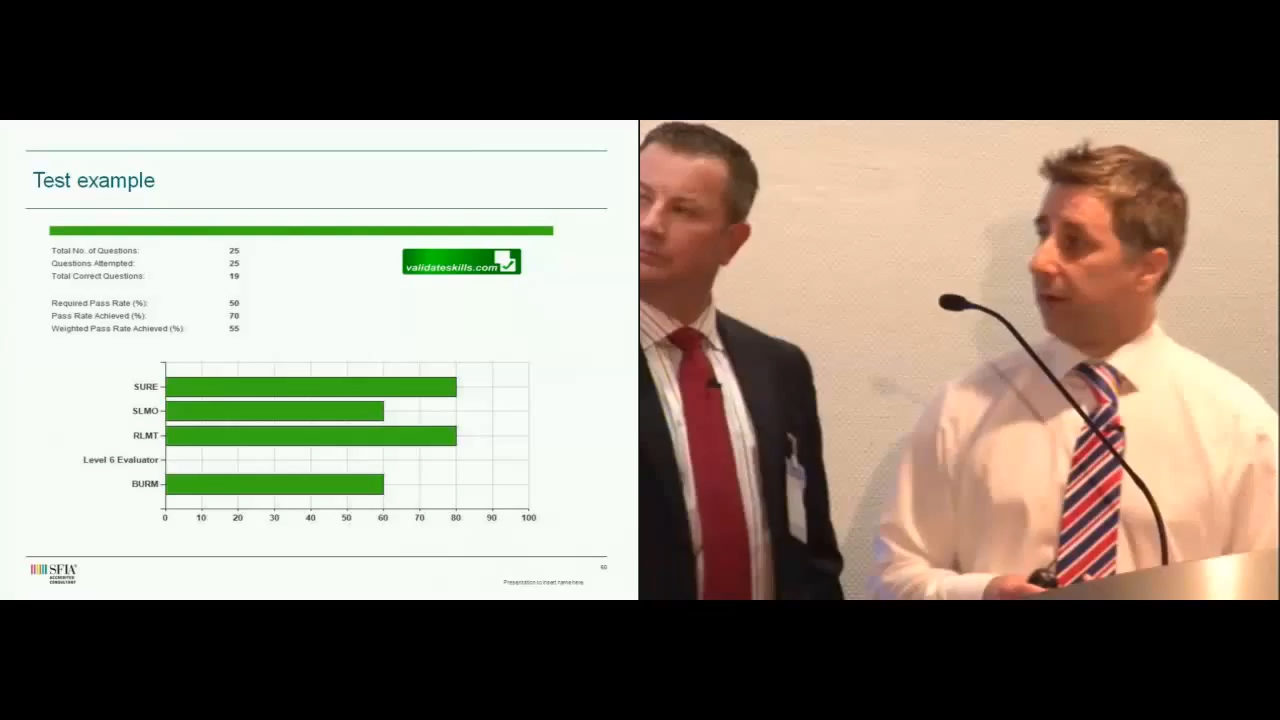 Test example
Total No. of Questions: 25
Questions Attempted: 25
Total Correct Questions: 19
validateskills.com
Required Pass Rate (%): 50
Pass Rate Achieved (%): 70
Weighted Pass Rate Achieved (%): 55
SURE
SLMO
RLMT
Level 6 Evaluator
BURM
0 10 20 30 40 50 60 70 80 90 100
SFIA
ACCREDITED
CONSULTANT
60
Presentation to insert name here